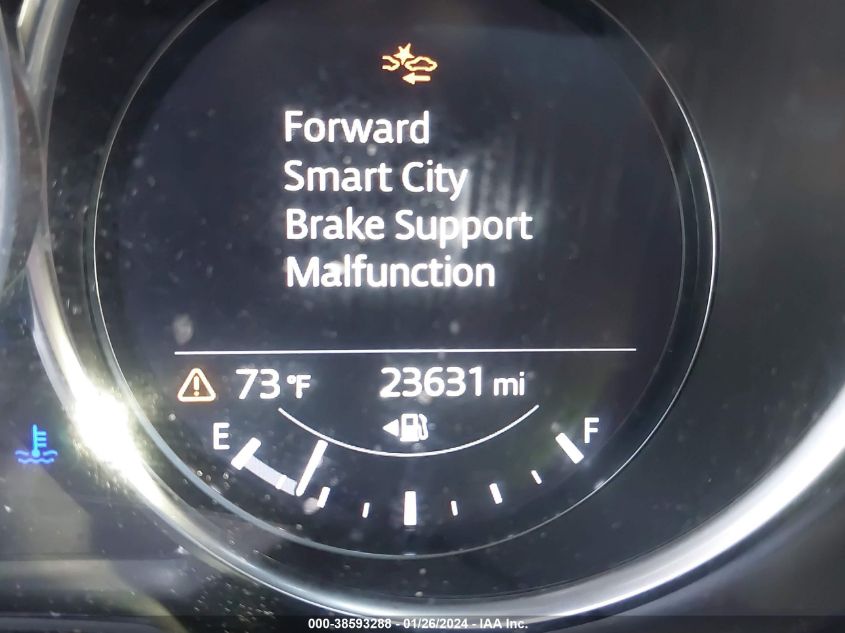 Forward
Smart City
Brake Support
Malfunction
73 °F 23631 mi
E F
000-38593288 - 01/26/2024 - IAA Inc.